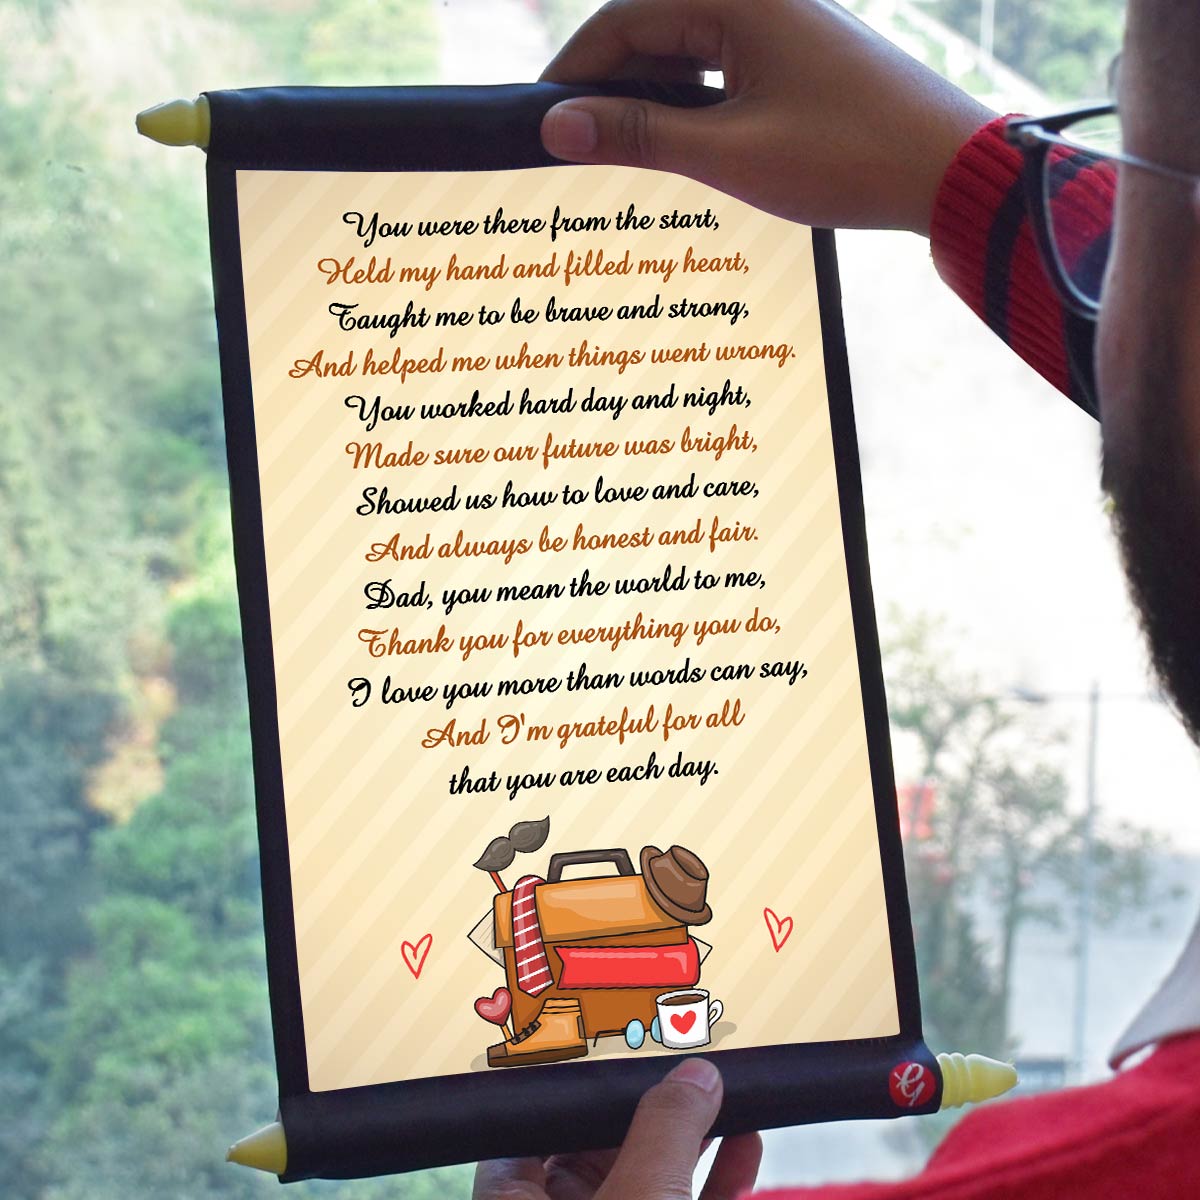 You were there from the start,
Held my hand and filled my heart,
Taught me to be brave and strong,
And helped me when things went wrong.
You worked hard day and night,
Made sure our future was bright,
Showed us how to love and care,
And always be honest and fair.
Dad, you mean the world to me,
Thank you for everything you do,
I love you more than words can say,
And I'm grateful for all
that you are each day.